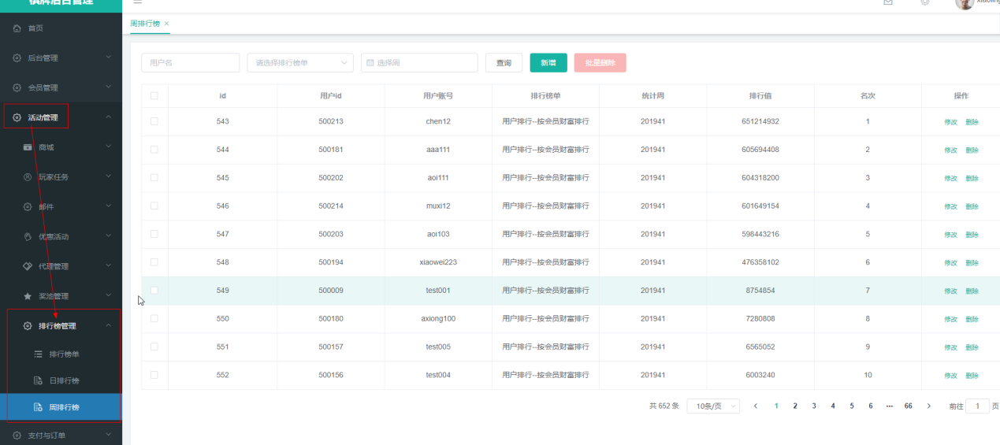 棋牌后台管理
xiaoling
首页
后台管理
会员管理
活动管理
商城
玩家任务
邮件
优惠活动
代理管理
奖池管理
排行榜管理
排行榜单
日排行榜
周排行榜
支付与订单
周排行榜 ×
用户名 请选择排行榜单 选择周 查询 新增 批量删除
id 用户id 用户账号 排行榜单 统计周 排行值 名次 操作
543 500213 chen12 用户排行--按会员财富排行 201941 651214932 1 修改 删除
544 500181 aaa111 用户排行--按会员财富排行 201941 605694408 2 修改 删除
545 500202 aoi111 用户排行--按会员财富排行 201941 604318200 3 修改 删除
546 500214 muxi12 用户排行--按会员财富排行 201941 601649154 4 修改 删除
547 500203 aoi103 用户排行--按会员财富排行 201941 598443216 5 修改 删除
548 500194 xiaowei223 用户排行--按会员财富排行 201941 476358102 6 修改 删除
549 500009 test001 用户排行--按会员财富排行 201941 8754854 7 修改 删除
550 500180 axiong100 用户排行--按会员财富排行 201941 7280808 8 修改 删除
551 500157 test005 用户排行--按会员财富排行 201941 6565052 9 修改 删除
552 500156 test004 用户排行--按会员财富排行 201941 6003240 10 修改 删除
共 652 条 10条/页 < 1 2 3 4 5 6 ··· 66 > 前往 1 页